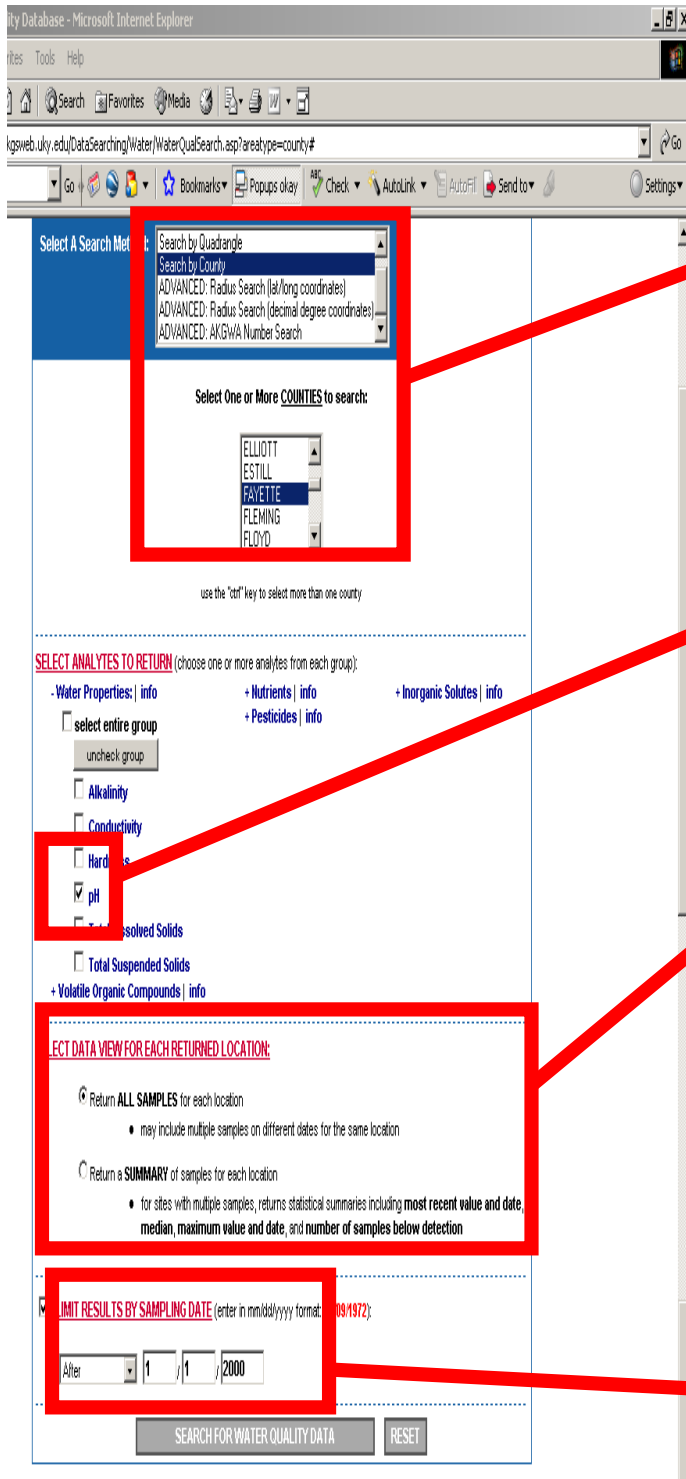 ity Database - Microsoft Internet Explorer
rites Tools Help
Search Favorites Media
kgsweb.uky.edu/DataSearching/Water/WaterQualSearch.asp?areatype=county# Go
Go Bookmarks Popups okay Check AutoLink AutoFill Send to Settings
Select A Search Met
Search by Quadrangle
Search by County
ADVANCED: Radius Search (lat/long coordinates)
ADVANCED: Radius Search (decimal degree coordinates)
ADVANCED: AKGWA Number Search
Select One or More COUNTIES to search:
ELLIOTT
ESTILL
FAYETTE
FLEMING
FLOYD
use the "ctrl" key to select more than one county
SELECT ANALYTES TO RETURN (choose one or more analytes from each group):
- Water Properties: | info + Nutrients | info + Inorganic Solutes | info
select entire group + Pesticides | info
uncheck group
Alkalinity
Conductivity
Hard ss
pH
ssolved Solids
Total Suspended Solids
+ Volatile Organic Compounds | info
LECT DATA VIEW FOR EACH RETURNED LOCATION:
Return ALL SAMPLES for each location
• may include multiple samples on different dates for the same location
Return a SUMMARY of samples for each location
• for sites with multiple samples, returns statistical summaries including most recent value and date,
median, maximum value and date, and number of samples below detection
IMIT RESULTS BY SAMPLING DATE (enter in mm/dd/yyyy format: 09/1972):
After 1 / 1 / 2000
SEARCH FOR WATER QUALITY DATA RESET